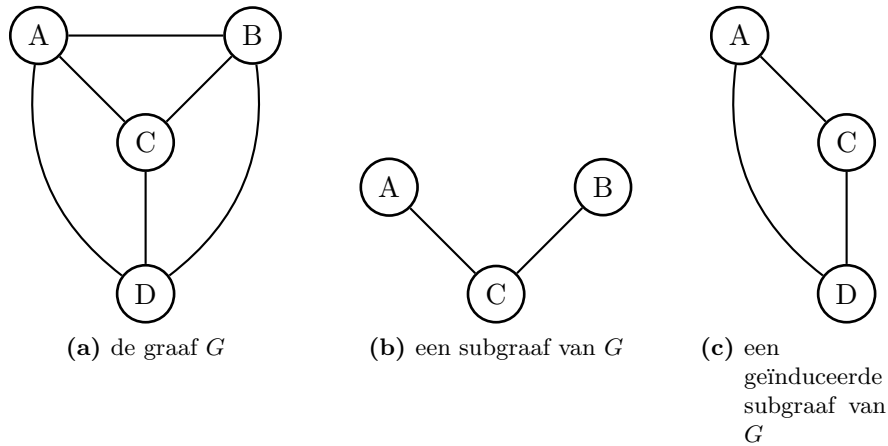 A
B
C
D
(a) de graaf G
A
B
C
(b) een subgraaf van G
A
C
D
(c) een
geïnduceerde
subgraaf van
G